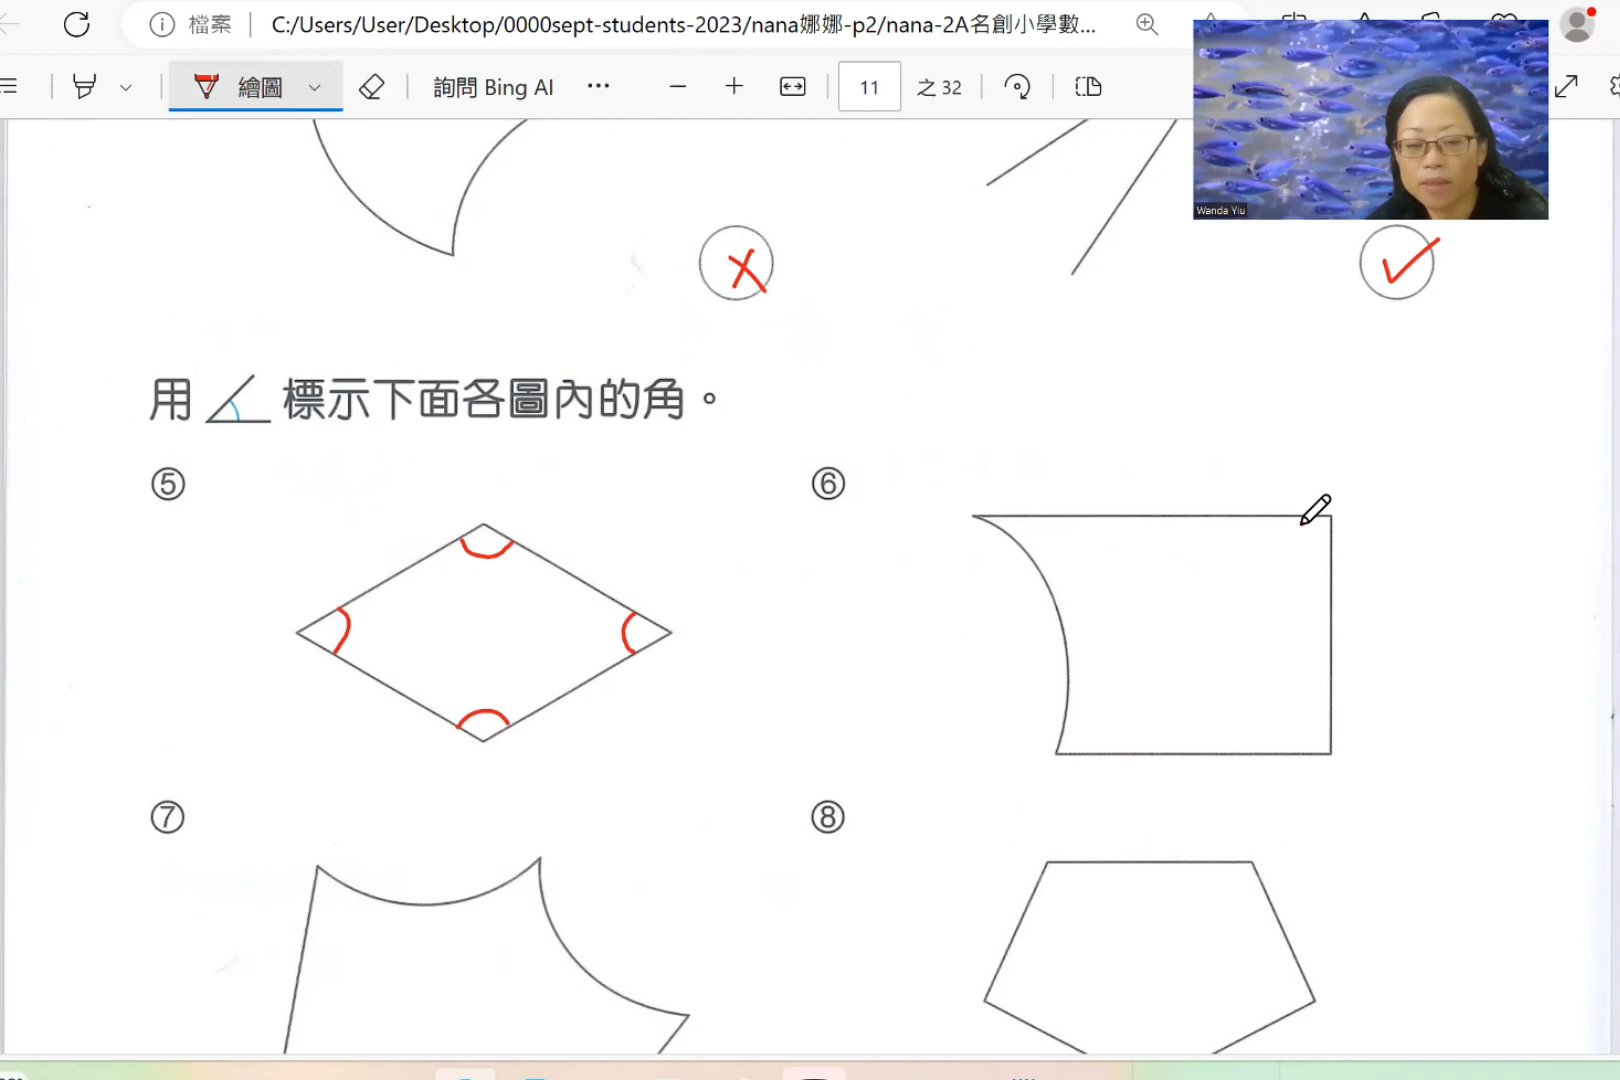 檔案 C:/Users/User/Desktop/0000sept-students-2023/nana娜娜-p2/nana-2A名創小學數...
繪圖 詢問 Bing AI ... 11 之 32
Wanda Yiu
用 標示下面各圖內的角。
⑤ ⑥
⑦ ⑧